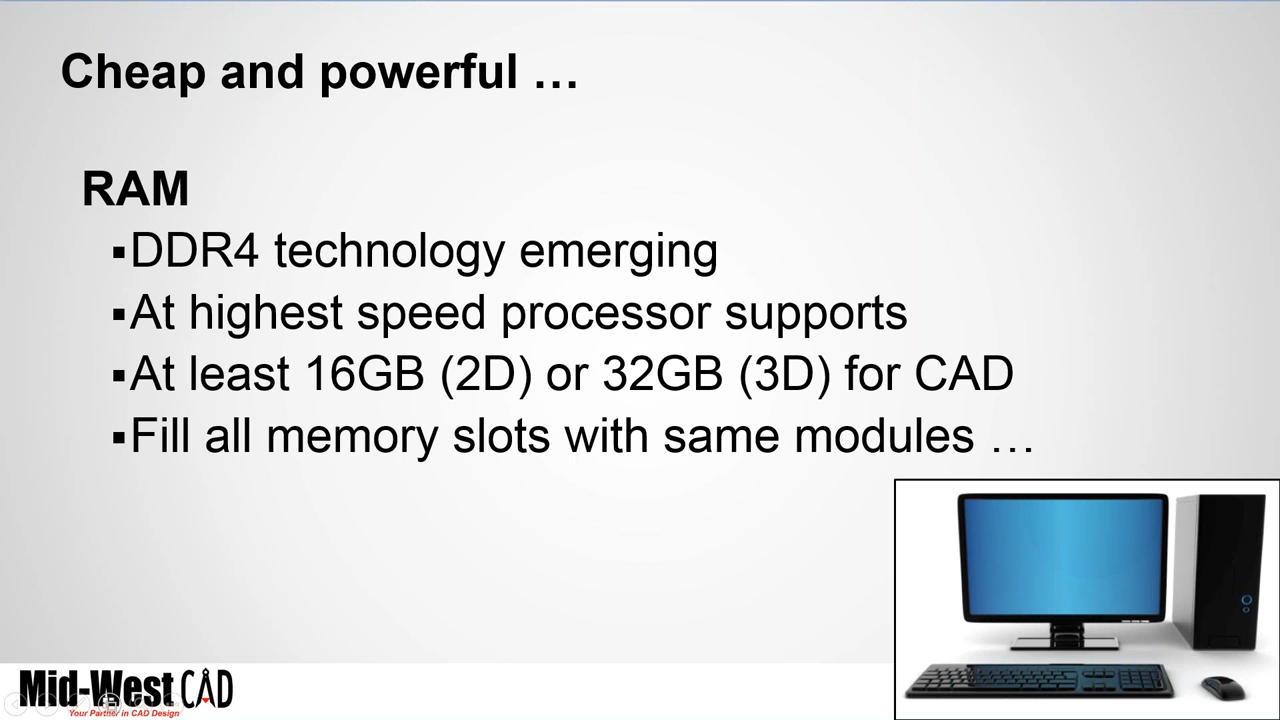 Cheap and powerful …
RAM
▪DDR4 technology emerging
▪At highest speed processor supports
▪At least 16GB (2D) or 32GB (3D) for CAD
▪Fill all memory slots with same modules …
Mid-West CAD
Your Partner in CAD Design